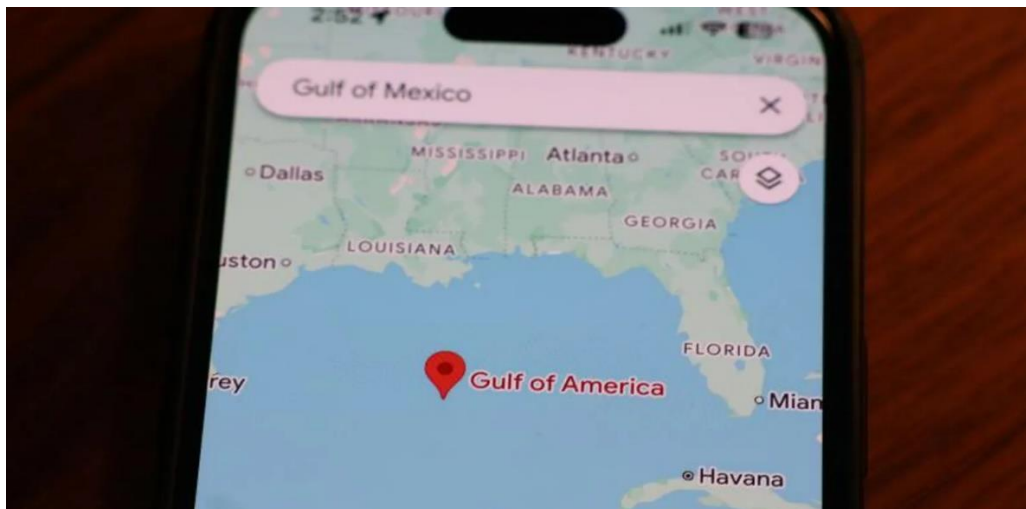 2:52
KENTUCKY
VIRGIN
Gulf of Mexico
MISSISSIPPI
Atlanta
Dallas
CAR
ALABAMA
GEORGIA
LOUISIANA
uston
FLORIDA
rey
Gulf of America
Mian
Havana